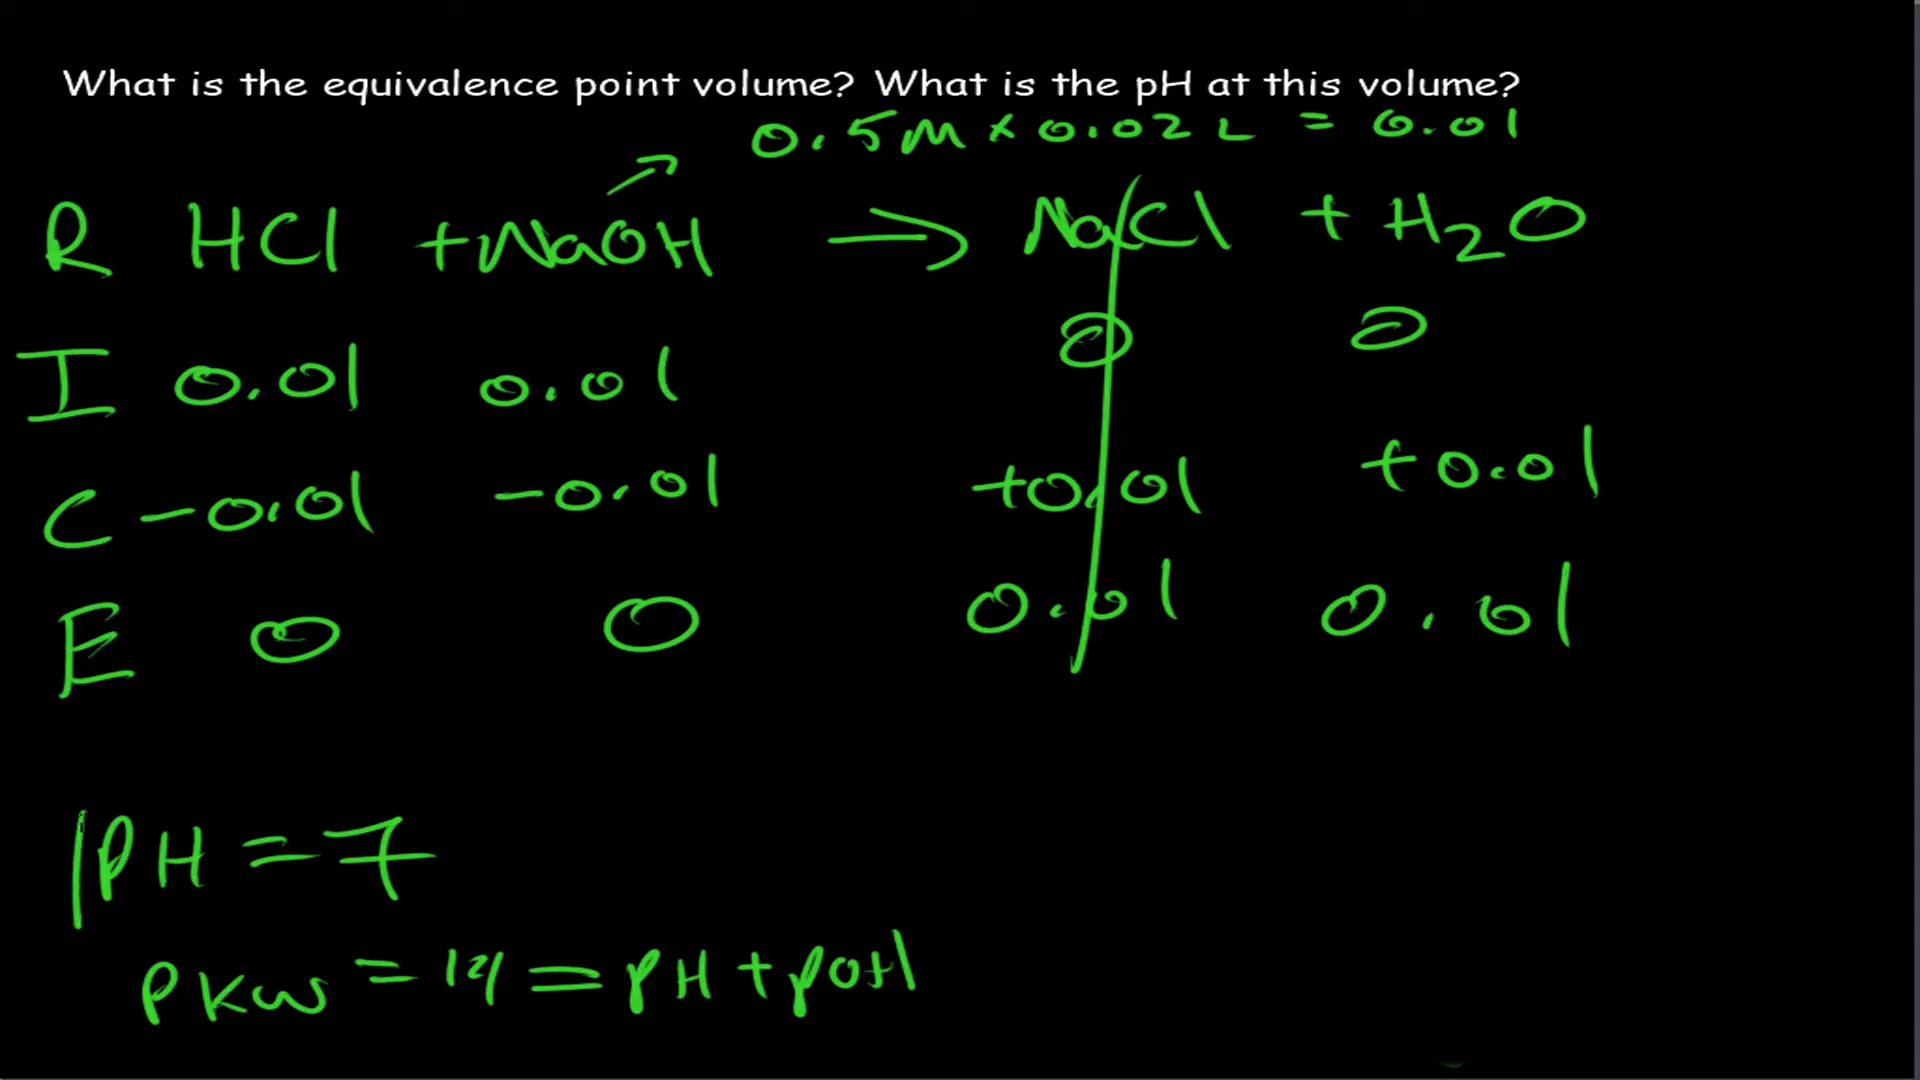 What is the equivalence point volume? What is the pH at this volume?
0.5M × 0.02 L = 0.01
R HCl + NaOH → NaCl + H2O
0 0
I 0.01 0.01
C -0.01 -0.01 +0.01 +0.01
E 0 0 0.01 0.01
PH = 7
PKw = 14 = PH + pOH